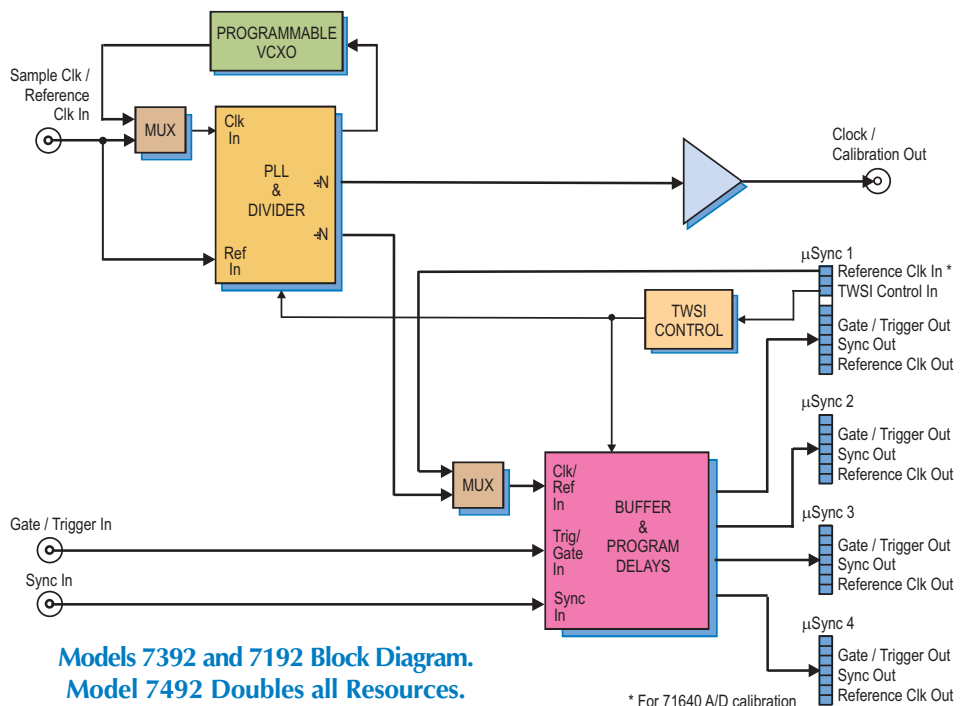 PROGRAMMABLE
VCXO
Sample Clk /
Reference
Clk In
MUX
Clk
In
PLL
&
DIVIDER
÷N
÷N
Ref
In
Clock /
Calibration Out
TWSI
CONTROL
μSync 1
Reference Clk In *
TWSI Control In
Gate / Trigger Out
Sync Out
Reference Clk Out
μSync 2
Gate / Trigger Out
Sync Out
Reference Clk Out
MUX
Clk/
Ref
In
Trig/
Gate
In
Sync
In
BUFFER
&
PROGRAM
DELAYS
Gate / Trigger In
Sync In
μSync 3
Gate / Trigger Out
Sync Out
Reference Clk Out
μSync 4
Gate / Trigger Out
Sync Out
Reference Clk Out
Models 7392 and 7192 Block Diagram.
Model 7492 Doubles all Resources.
* For 71640 A/D calibration